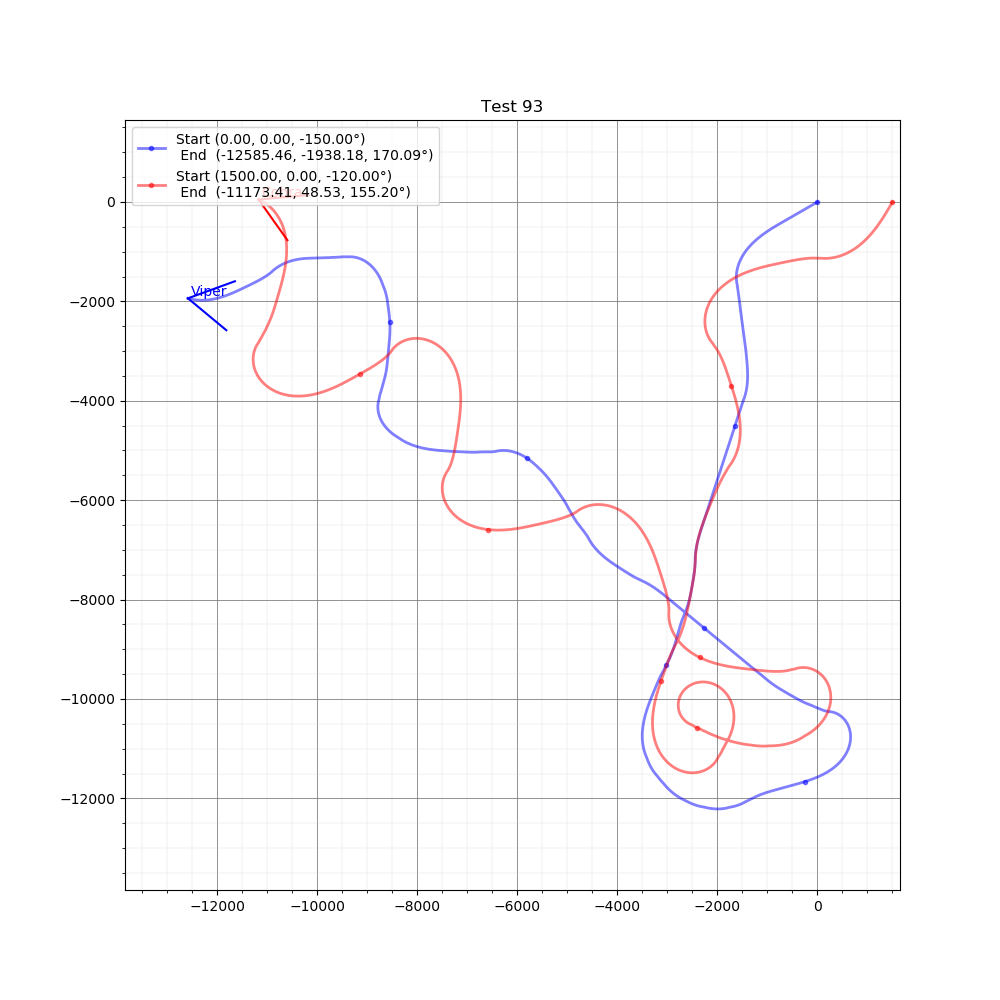 Test 93
Start (0.00, 0.00, -150.00°)
End (-12585.46, -1938.18, 170.09°)
Start (1500.00, 0.00, -120.00°)
End (-11173.41, 48.53, 155.20°)
Viper
0
−2000
−4000
−6000
−8000
−10000
−12000
−12000 −10000 −8000 −6000 −4000 −2000 0